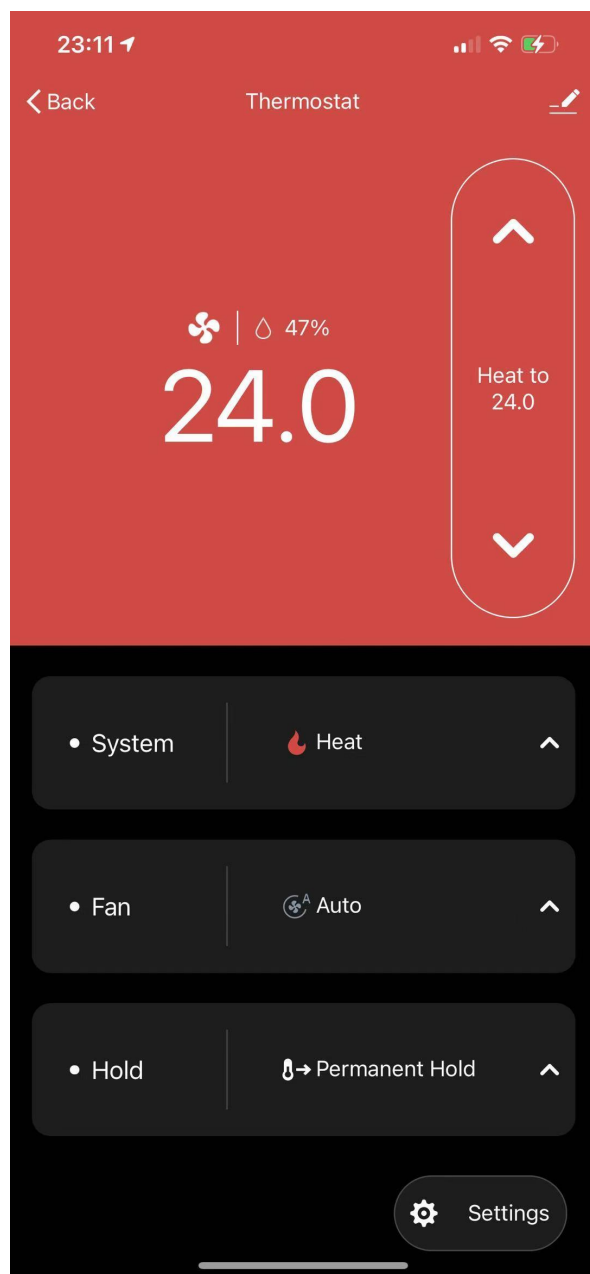 23:11
Back
Thermostat
47%
24.0
Heat to
24.0
System
Heat
Fan
A
Auto
Hold
Permanent Hold
Settings